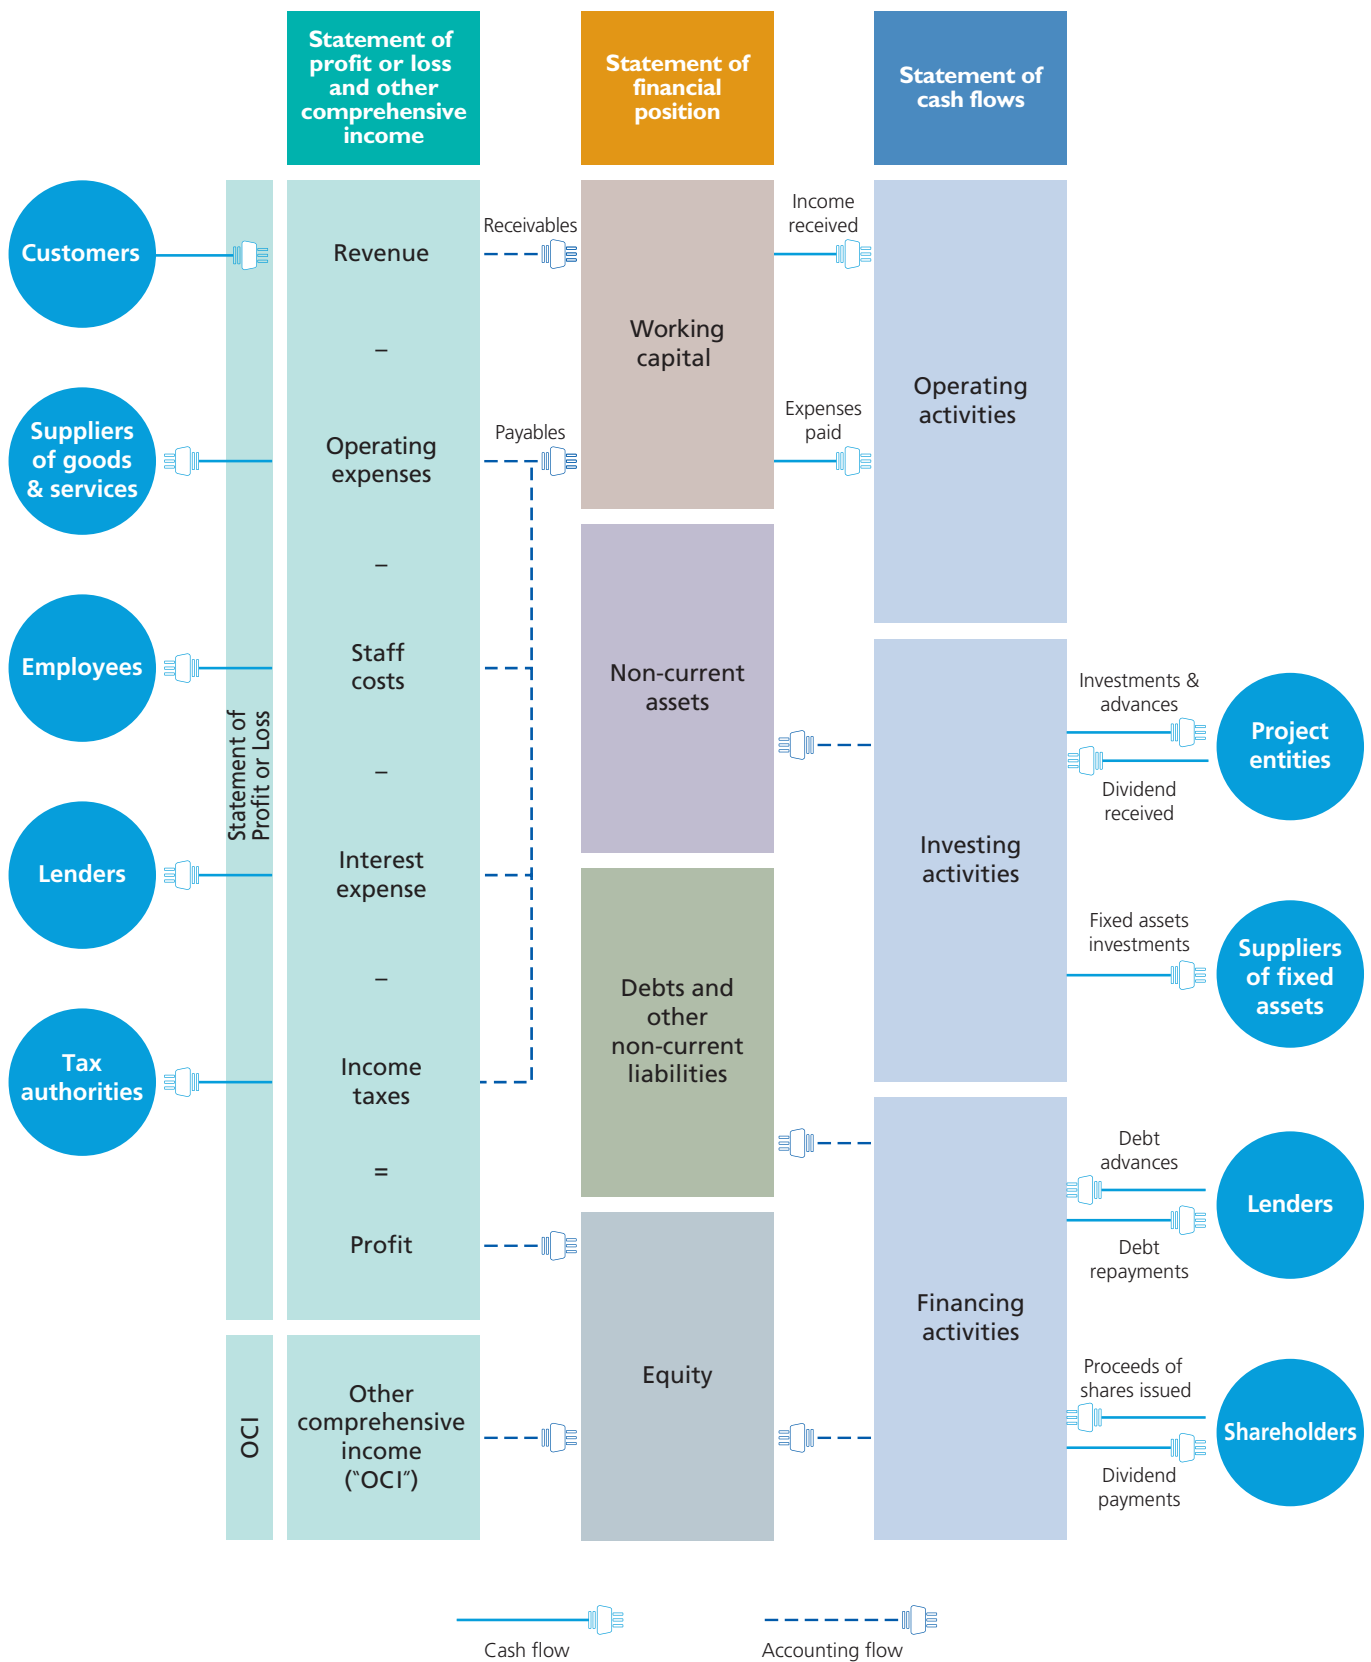 Statement of
profit or loss
and other
comprehensive
income
Statement of
financial
position
Statement of
cash flows
Customers
Suppliers
of goods
& services
Employees
Lenders
Tax
authorities
Statement of
Profit or Loss
OCI
Revenue
–
Operating
expenses
–
Staff
costs
–
Interest
expense
–
Income
taxes
=
Profit
Other
comprehensive
income
(“OCI”)
Receivables
Payables
Working
capital
Non-current
assets
Debts and
other
non-current
liabilities
Equity
Income
received
Expenses
paid
Operating
activities
Investing
activities
Financing
activities
Investments &
advances
Dividend
received
Fixed assets
investments
Debt
advances
Debt
repayments
Proceeds of
shares issued
Dividend
payments
Project
entities
Suppliers
of fixed
assets
Lenders
Shareholders
Cash flow
Accounting flow